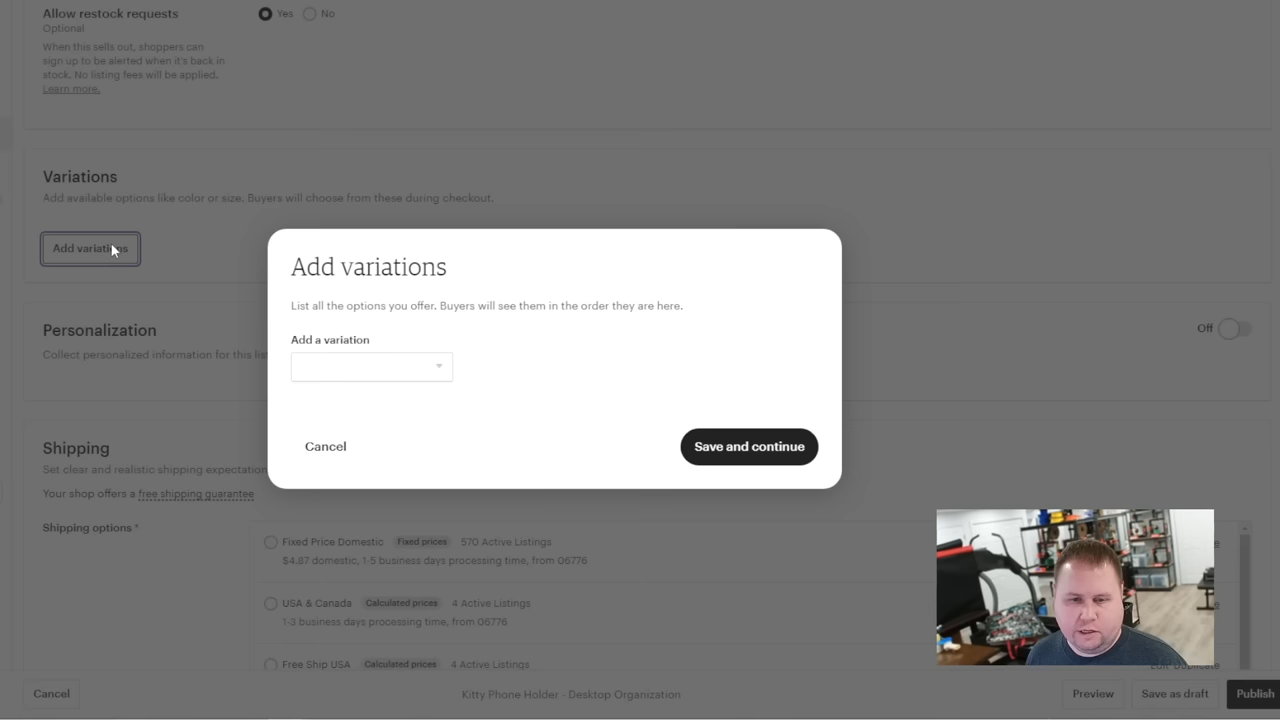 Allow restock requests
Yes
No
Optional
When this sells out, shoppers can
sign up to be alerted when it's back in
stock. No listing fees will be applied.
Learn more.
Variations
Add available options like color or size. Buyers will choose from these during checkout.
Add variations
Add variations
List all the options you offer. Buyers will see them in the order they are here.
Add a variation
Cancel
Save and continue
Personalization
Collect personalized information for this
Off
Shipping
Set clear and realistic shipping
Your shop offers a free shipping guarantee
Shipping options *
Fixed Price Domestic Fixed prices 570 Active Listings
$4.87 domestic, 1-5 business days processing time, from 06776
USA & Canada Calculated prices 4 Active Listings
1-3 business days processing time, from 06776
Free Ship USA Calculated prices 4 Active Listings
Cancel
Kitty Phone Holder - Desktop Organization
Preview
Save as draft
Publish